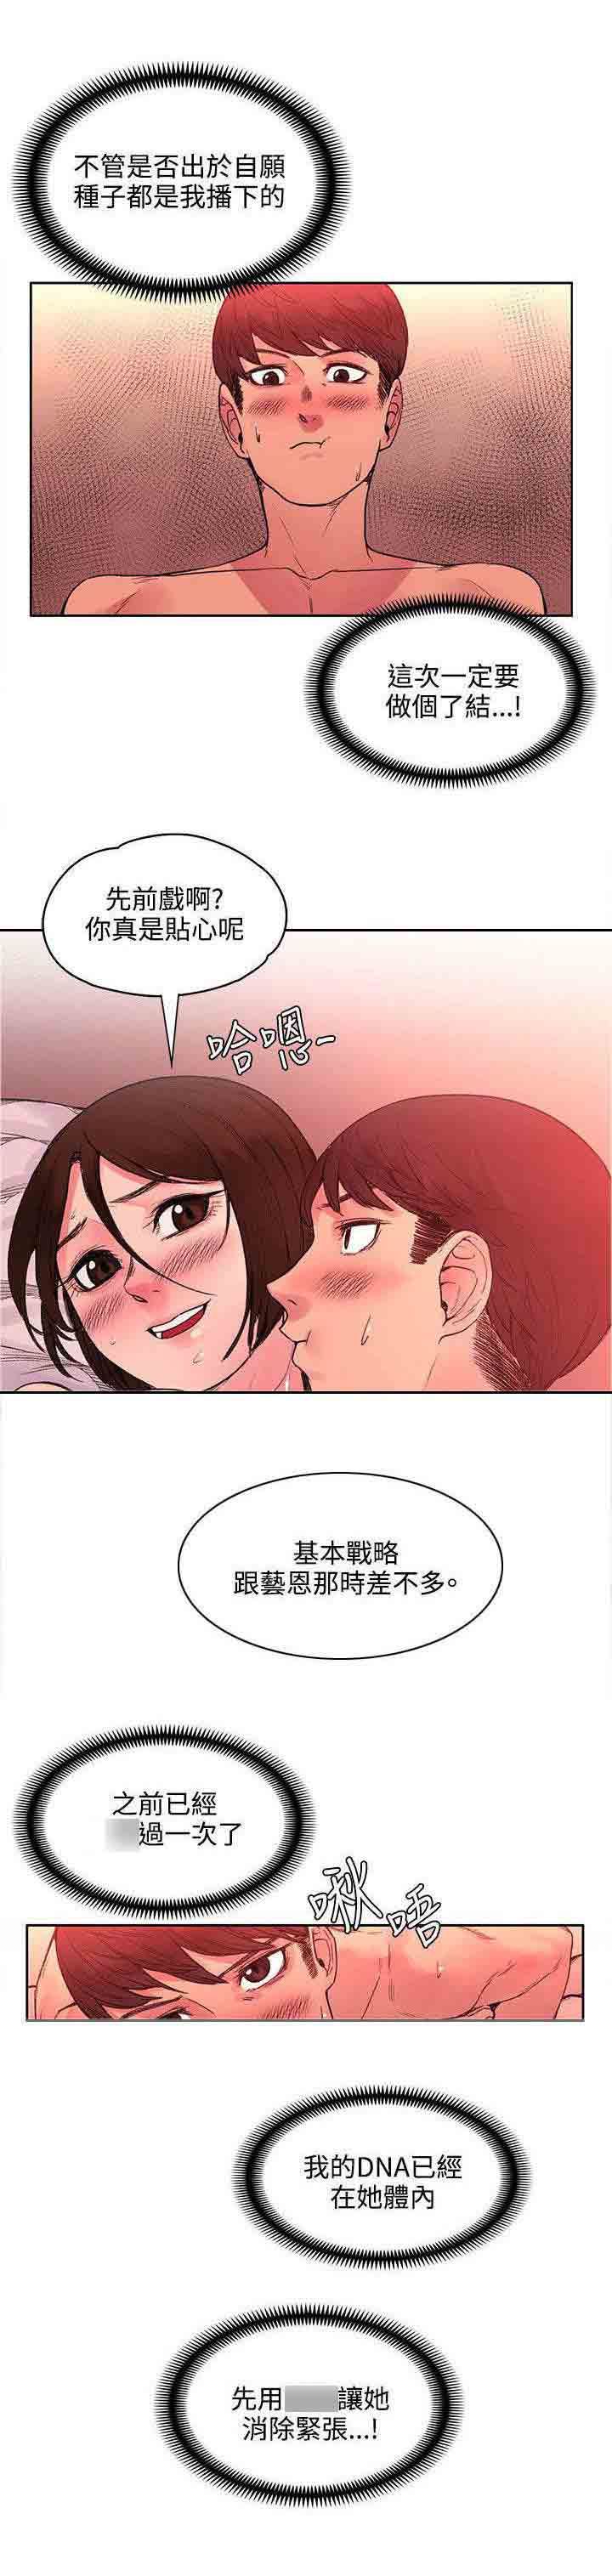 不管是否出於自願
種子都是我播下的
這次一定要
做個了結...!
先前戲啊?
你真是貼心呢
哈嗯~
基本戰略
跟藝恩那時差不多。
之前已經
過一次了
啾唔
我的DNA已經
在她體內
先用讓她
消除緊張...!